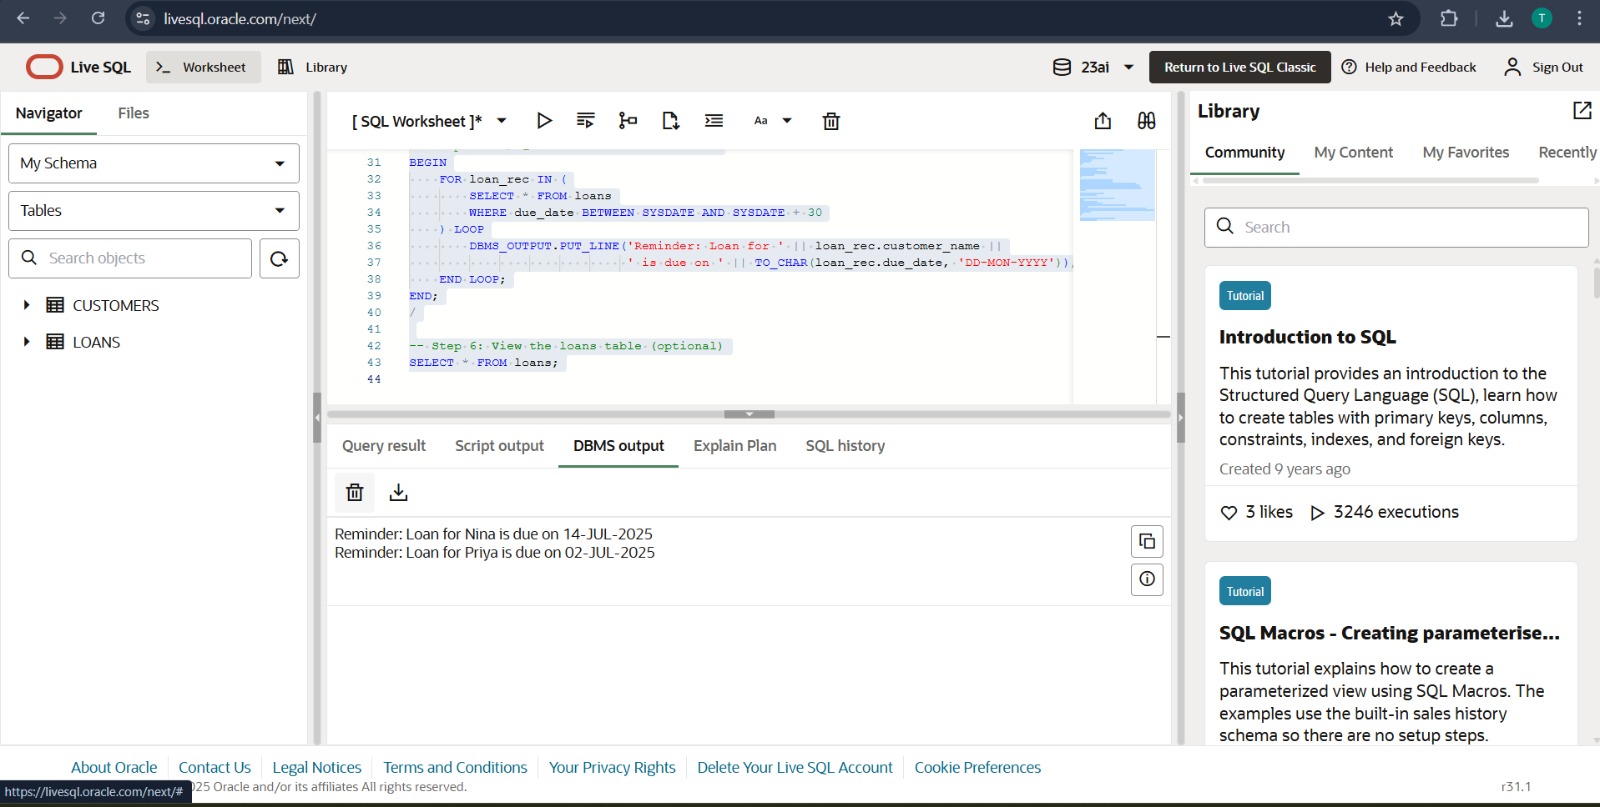 livesql.oracle.com/next/
T
Live SQL
Worksheet
Library
23ai
Return to Live SQL Classic
Help and Feedback
Sign Out
Navigator
Files
My Schema
Tables
Search objects
CUSTOMERS
LOANS
[ SQL Worksheet ]*
Aa
31 BEGIN
32 FOR loan_rec IN (
33 SELECT * FROM loans
34 WHERE due_date BETWEEN SYSDATE AND SYSDATE + 30
35 ) LOOP
36 DBMS_OUTPUT.PUT_LINE('Reminder: Loan for ' || loan_rec.customer_name ||
37 ' is due on ' || TO_CHAR(loan_rec.due_date, 'DD-MON-YYYY'))
38 END LOOP;
39 END;
40 /
41
42 -- Step 6: View the loans table (optional)
43 SELECT * FROM loans;
44
Query result
Script output
DBMS output
Explain Plan
SQL history
Reminder: Loan for Nina is due on 14-JUL-2025
Reminder: Loan for Priya is due on 02-JUL-2025
Library
Community
My Content
My Favorites
Recently
Search
Tutorial
Introduction to SQL
This tutorial provides an introduction to the
Structured Query Language (SQL), learn how
to create tables with primary keys, columns,
constraints, indexes, and foreign keys.
Created 9 years ago
3 likes
3246 executions
Tutorial
SQL Macros - Creating parameterise...
This tutorial explains how to create a
parameterized view using SQL Macros. The
examples use the built-in sales history
schema so there are no setup steps.
About Oracle
Contact Us
Legal Notices
Terms and Conditions
Your Privacy Rights
Delete Your Live SQL Account
Cookie Preferences
https://livesql.oracle.com/next/#
25 Oracle and/or its affiliates All rights reserved.
r31.1